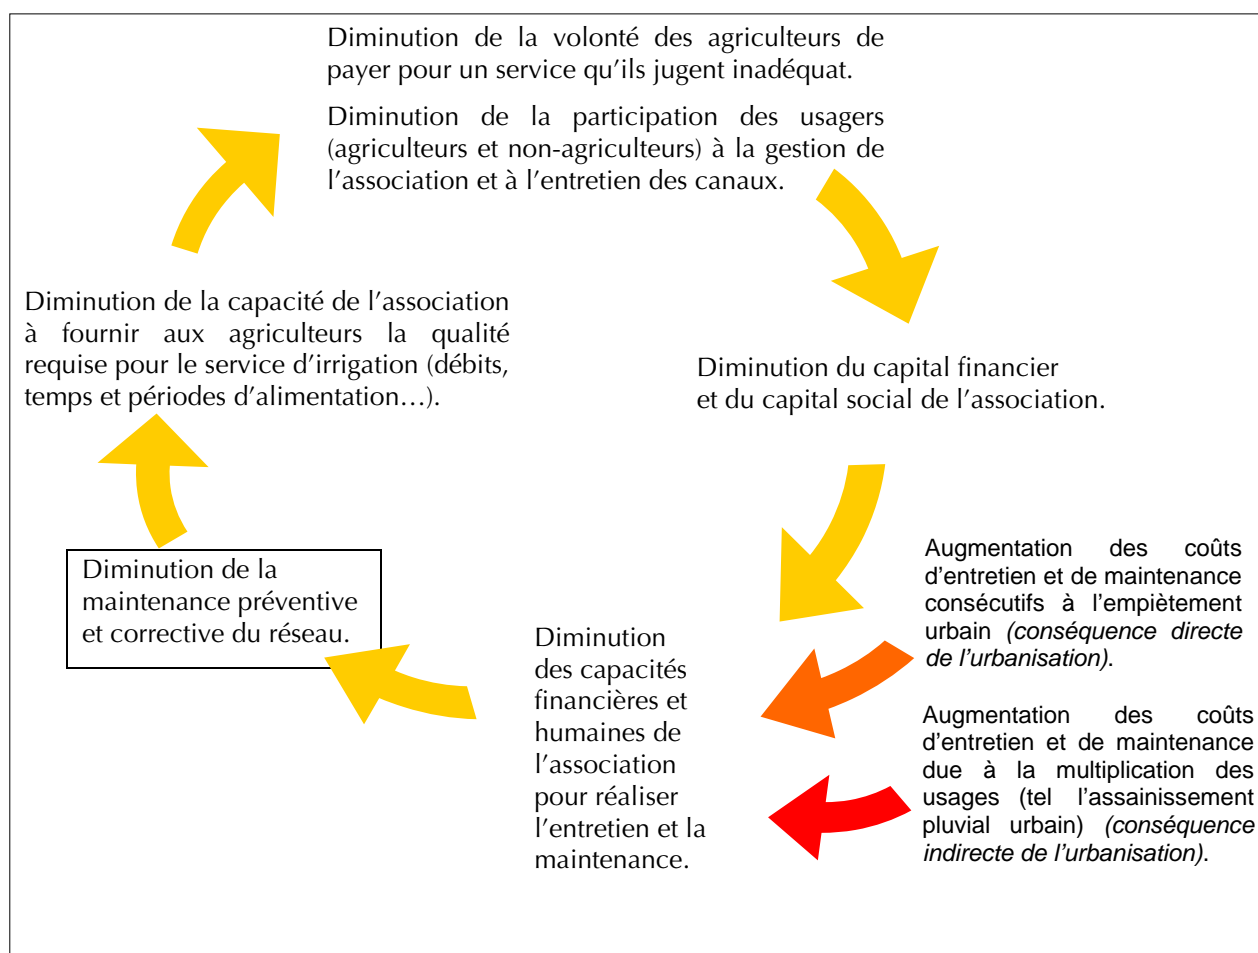 Diminution de la volonté des agriculteurs de
payer pour un service qu’ils jugent inadéquat.
Diminution de la participation des usagers
(agriculteurs et non-agriculteurs) à la gestion de
l’association et à l’entretien des canaux.
Diminution du capital financier
et du capital social de l’association.
Augmentation des coûts
d’entretien et de maintenance
consécutifs à l’empiètement
urbain (conséquence directe
de l’urbanisation).
Augmentation des coûts
d’entretien et de maintenance
due à la multiplication des
usages (tel l’assainissement
pluvial urbain) (conséquence
indirecte de l’urbanisation).
Diminution
des capacités
financières et
humaines de
l’association
pour réaliser
l’entretien et la
maintenance.
Diminution de la
maintenance préventive
et corrective du réseau.
Diminution de la capacité de l’association
à fournir aux agriculteurs la qualité
requise pour le service d’irrigation (débits,
temps et périodes d’alimentation…).